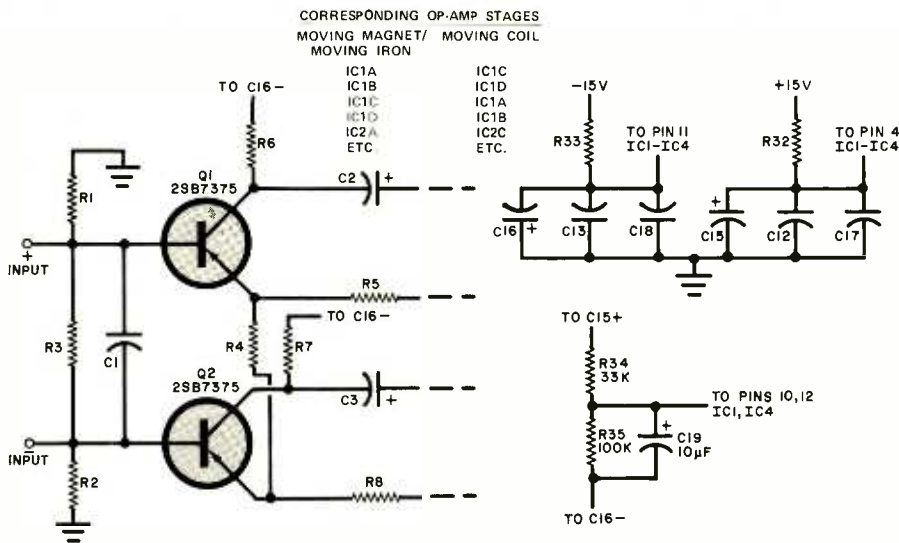 CORRESPONDING OP-AMP STAGES
MOVING MAGNET/ MOVING COIL
MOVING IRON
IC1A IC1C
IC1B IC1D
IC1C IC1A
IC1D IC1B
IC2A IC2C
ETC. ETC.
TO C16-
R6
R1
Q1
2SB7375
C2 +
+
INPUT
R5
TO C16-
R3
C1
R4
R7
Q2
2SB7375
C3 +
-
INPUT
R2
R8
-15V
R33
TO PIN 11
IC1-IC4
C16 +
C13
C18
+15V
R32
TO PIN 4
IC1-IC4
+
C15
C12
C17
TO C15+
R34
33K
TO PINS 10,12
IC1, IC4
R35
100K
+
C19
10µF
TO C16-